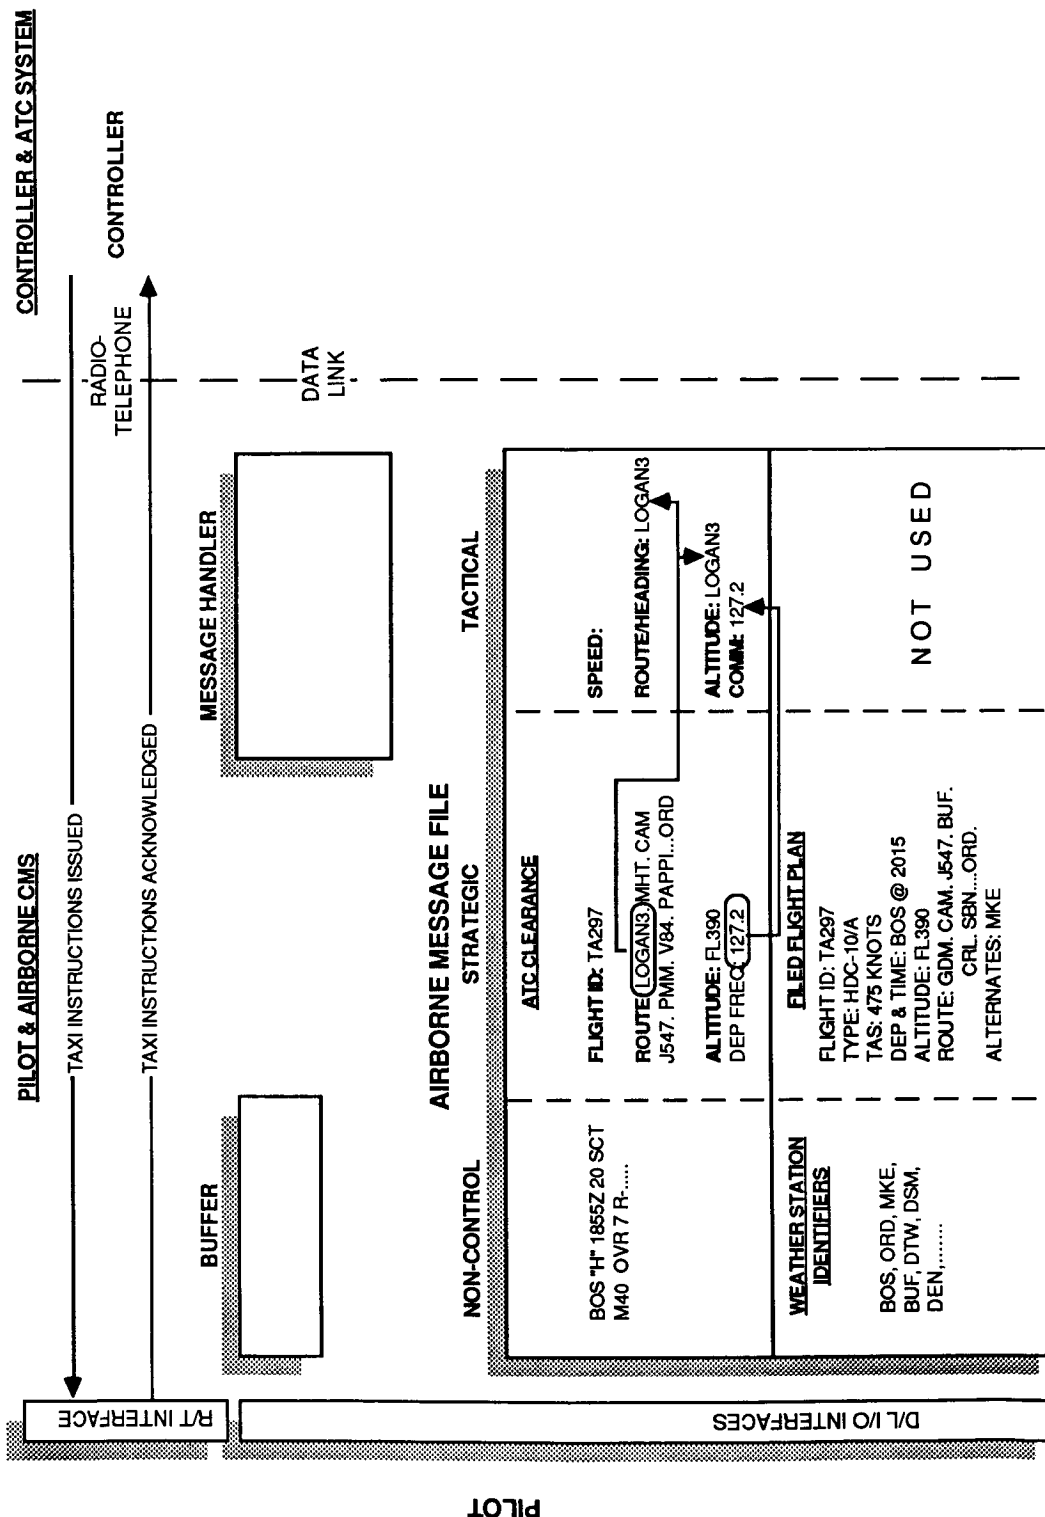 PILOT & AIRBORNE CMS
CONTROLLER & ATC SYSTEM
TAXI INSTRUCTIONS ISSUED
RADIO-
TELEPHONE
CONTROLLER
TAXI INSTRUCTIONS ACKNOWLEDGED
R/T INTERFACE
BUFFER
MESSAGE HANDLER
DATA
LINK
PILOT
D/L I/O INTERFACES
AIRBORNE MESSAGE FILE
NON-CONTROL
STRATEGIC
TACTICAL
BOS "H" 1855Z 20 SCT
M40 OVR 7 R-.....
ATC CLEARANCE
FLIGHT ID: TA297
ROUTE: LOGAN3. MHT. CAM
J547. PMM. V84. PAPPI...ORD
ALTITUDE: FL390
DEP FREQ: 127.2
SPEED:
ROUTE/HEADING: LOGAN3
ALTITUDE: LOGAN3
COMM: 127.2
WEATHER STATION
IDENTIFIERS
BOS, ORD, MKE,
BUF, DTW, DSM,
DEN,........
FILED FLIGHT PLAN
FLIGHT ID: TA297
TYPE: HDC-10/A
TAS: 475 KNOTS
DEP & TIME: BOS @ 2015
ALTITUDE: FL390
ROUTE: GDM. CAM. J547. BUF.
CRL. SBN....ORD.
ALTERNATES: MKE
NOT USED